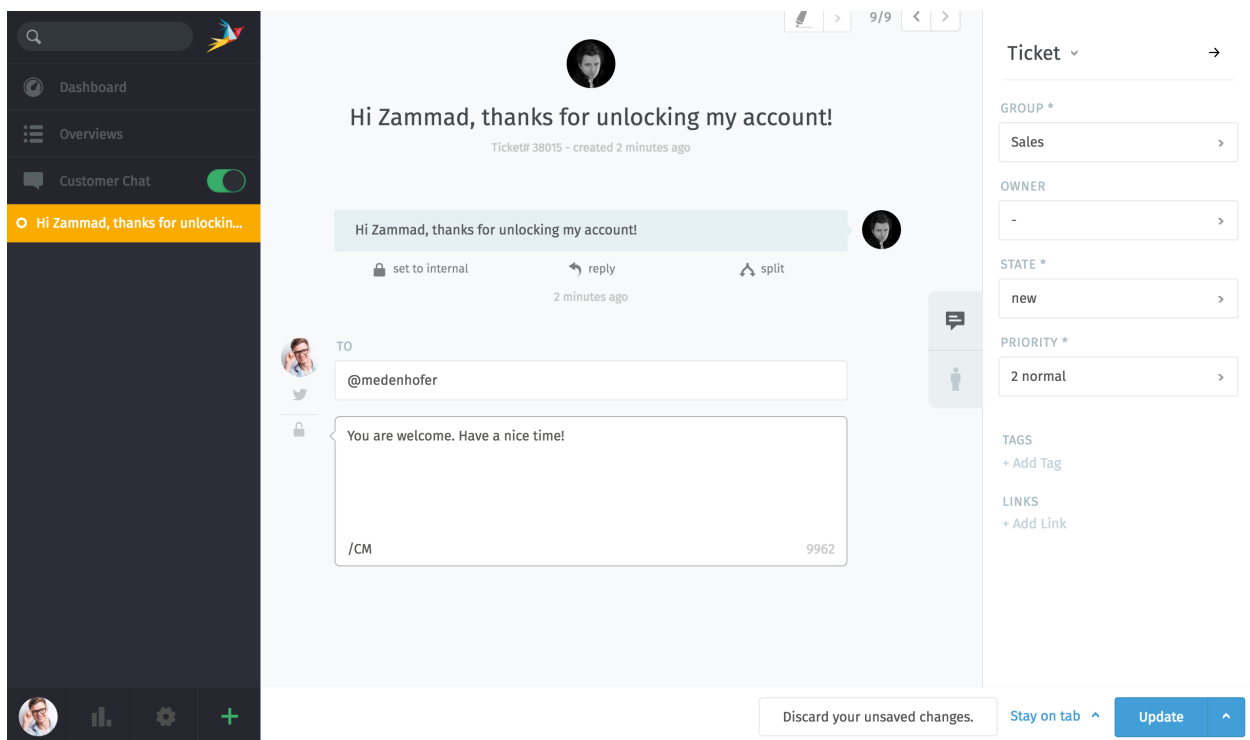 Dashboard
Overviews
Customer Chat
Hi Zammad, thanks for unlockin...
9/9
Hi Zammad, thanks for unlocking my account!
Ticket# 38015 - created 2 minutes ago
Hi Zammad, thanks for unlocking my account!
set to internal
reply
split
2 minutes ago
TO
@medenhofer
You are welcome. Have a nice time!
/CM
9962
Ticket
GROUP *
Sales
OWNER
-
STATE *
new
PRIORITY *
2 normal
TAGS
+ Add Tag
LINKS
+ Add Link
Discard your unsaved changes.
Stay on tab
Update